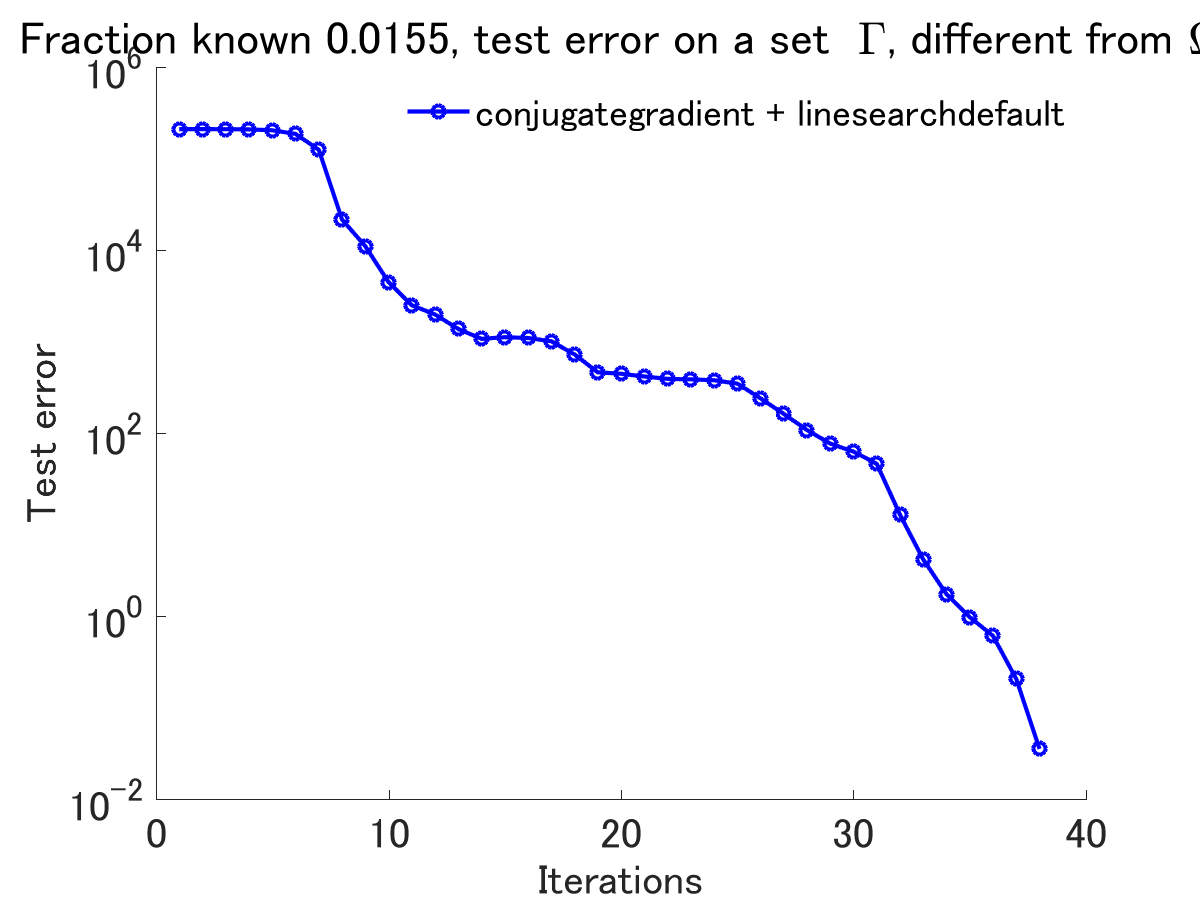 Fraction known 0.0155, test error on a set Γ, different from Ω
10^6
conjugategradient + linesearchdefault
10^4
10^2
10^0
10^-2
Test error
0 10 20 30 40
Iterations